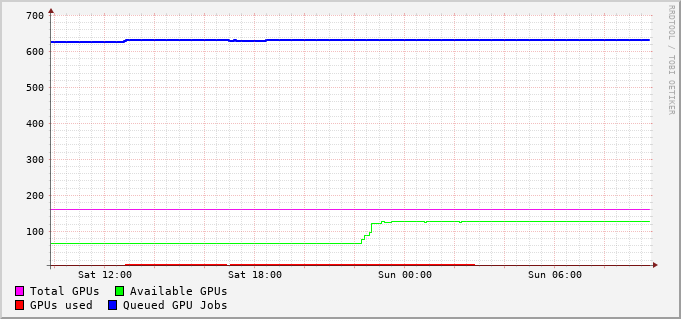 700
600
500
400
300
200
100
Sat 12:00 Sat 18:00 Sun 00:00 Sun 06:00
Total GPUs Available GPUs
GPUs used Queued GPU Jobs
RRDTOOL / TOBI OETIKER